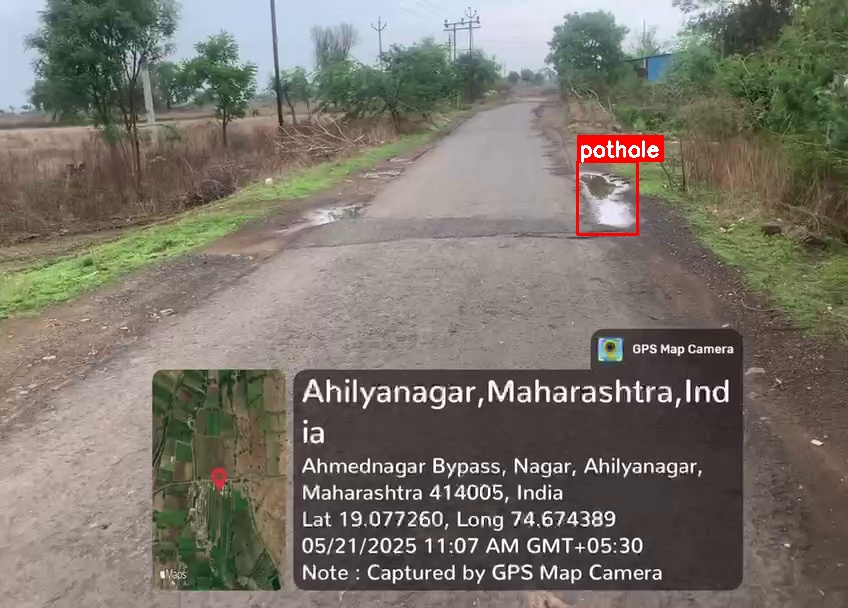 pothole
GPS Map Camera
Ahilyanagar,Maharashtra,Ind
ia
Ahmednagar Bypass, Nagar, Ahilyanagar,
Maharashtra 414005, India
Lat 19.077260, Long 74.674389
05/21/2025 11:07 AM GMT+05:30
Note : Captured by GPS Map Camera
Maps